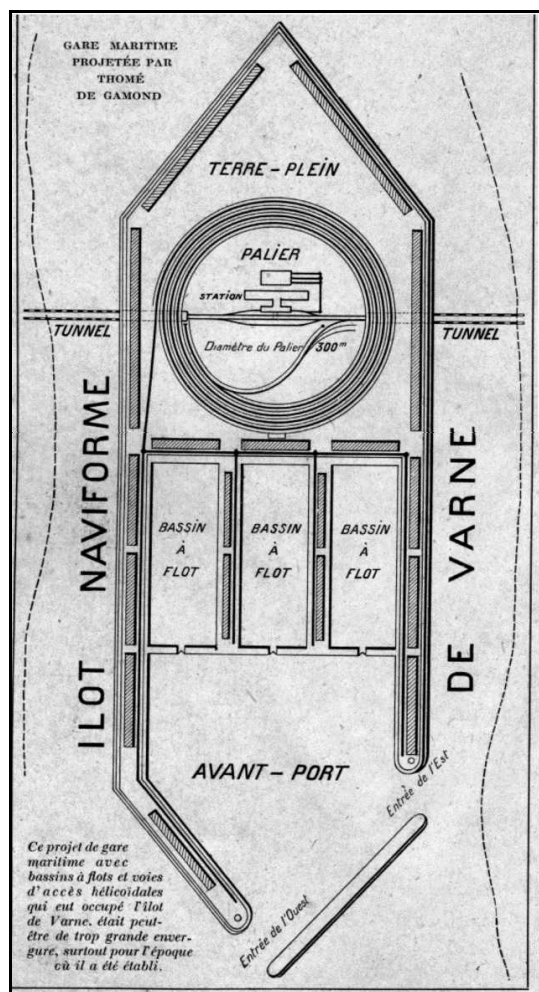 GARE MARITIME
PROJETÉE PAR
THOMÉ
DE GAMOND
TERRE-PLEIN
PALIER
STATION
TUNNEL
TUNNEL
Diamètre du Palier 300m
ILOT NAVIFORME
DE VARNE
BASSIN
À
FLOT
BASSIN
À
FLOT
BASSIN
À
FLOT
AVANT-PORT
Entrée de l'Est
Entrée de l'Ouest
Ce projet de gare
maritime avec
bassins à flots et voies
d'accès hélicoïdales
qui eut occupé l'îlot
de Varne. était peut-
être de trop grande enver-
gure, surtout pour l'époque
où il a été établi.